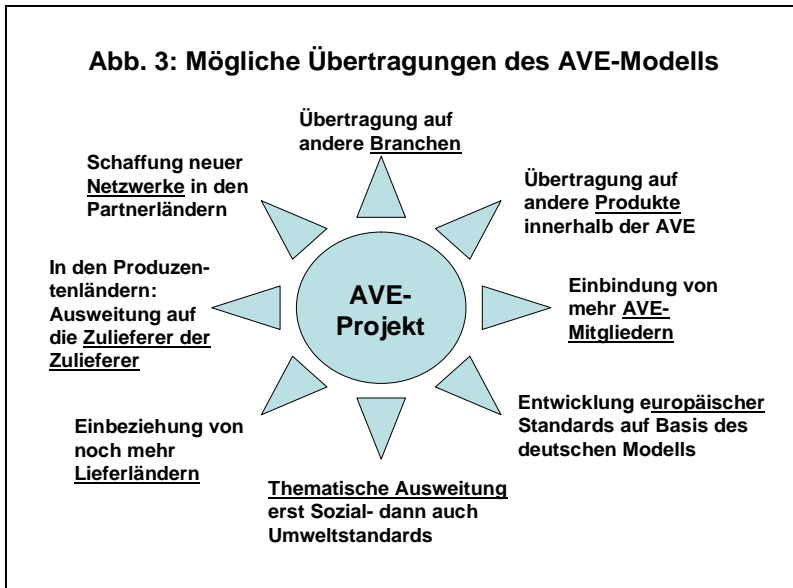 Abb. 3: Mögliche Übertragungen des AVE-Modells
Übertragung auf
andere Branchen
Übertragung auf
andere Produkte
innerhalb der AVE
Einbindung von
mehr AVE-
Mitgliedern
Entwicklung europäischer
Standards auf Basis des
deutschen Modells
Thematische Ausweitung
erst Sozial- dann auch
Umweltstandards
Einbeziehung von
noch mehr
Lieferländern
In den Produzen-
tenländern:
Ausweitung auf
die Zulieferer der
Zulieferer
Schaffung neuer
Netzwerke in den
Partnerländern
AVE-
Projekt